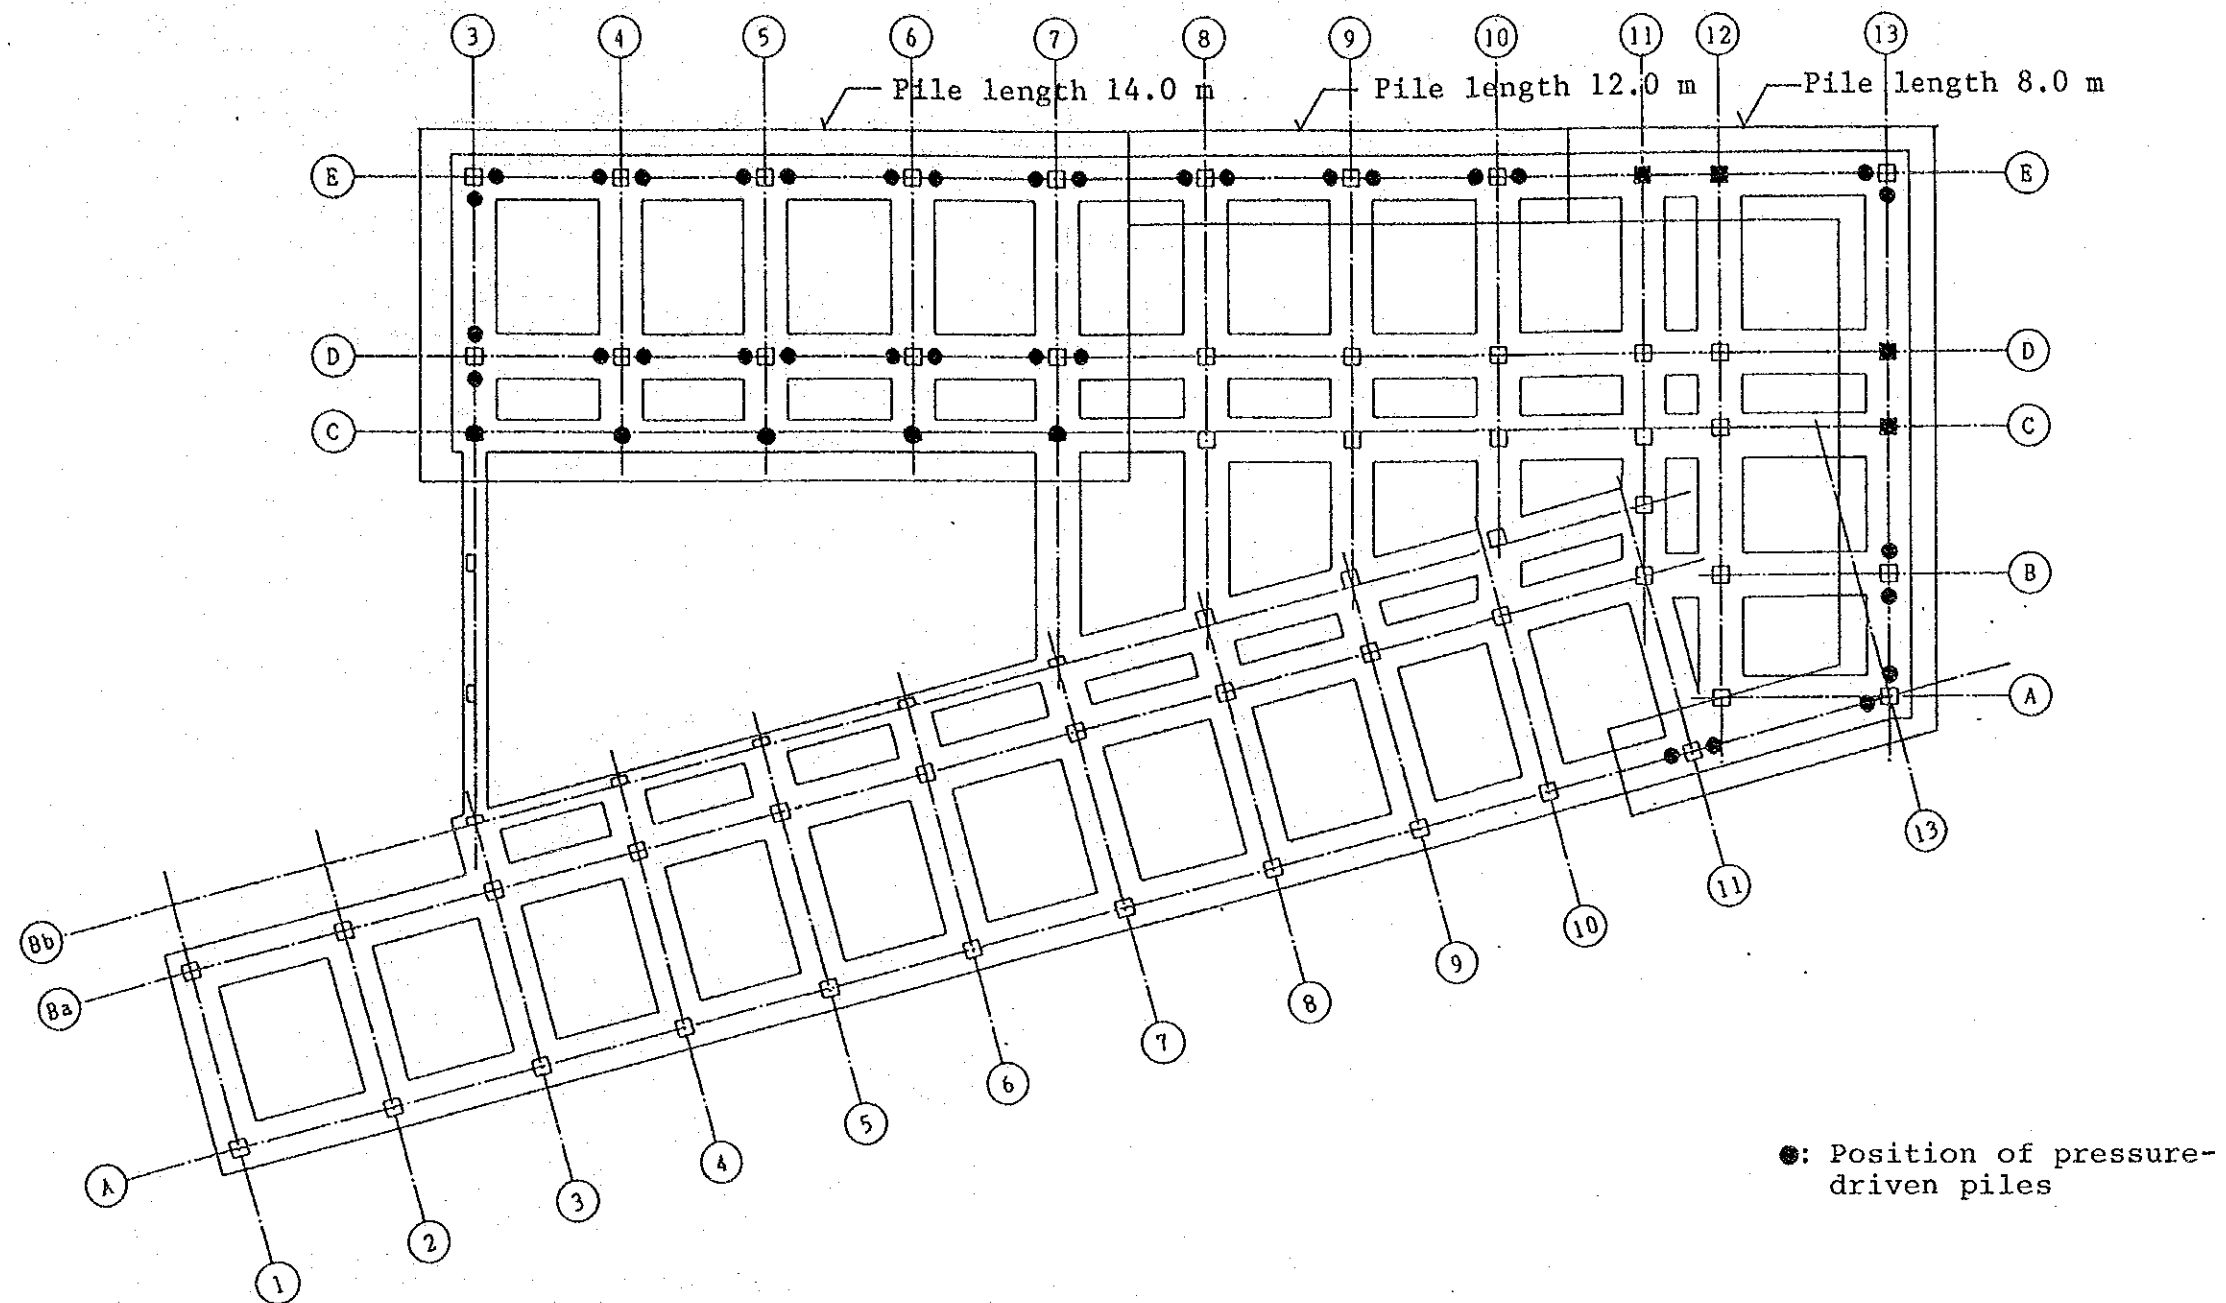 3 4 5 6 7 8 9 10 11 12 13
Pile length 14.0 m
Pile length 12.0 m
Pile length 8.0 m
E
E
D
D
C
C
B
A
13
11
10
9
8
7
6
5
4
3
2
1
Bb
Ba
A
●: Position of pressure-
driven piles